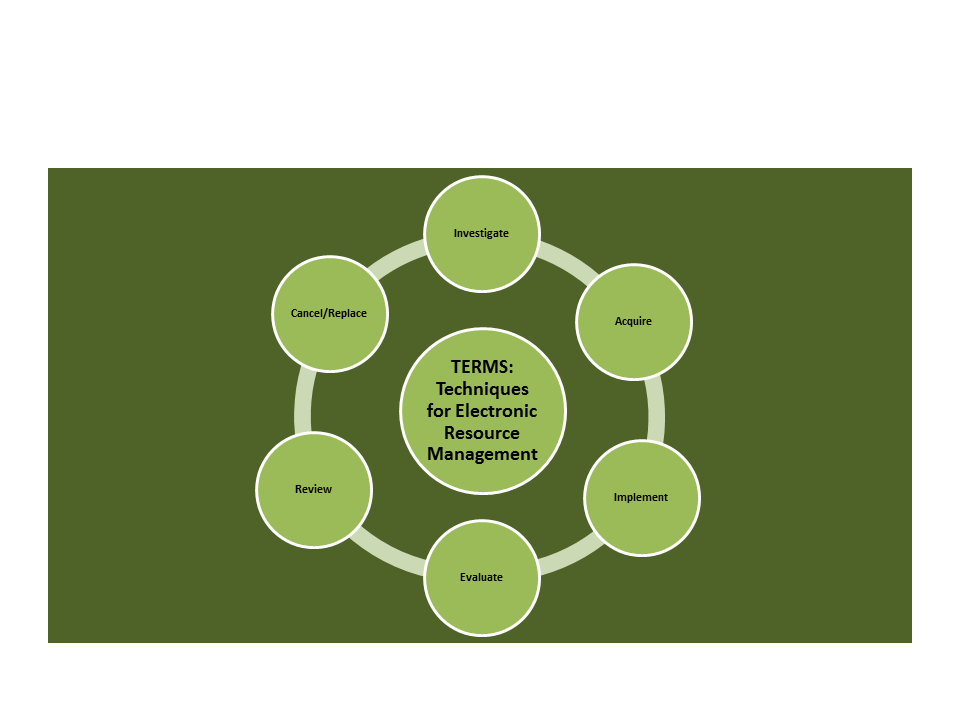 Investigate
Acquire
Implement
Evaluate
Review
Cancel/Replace
TERMS:
Techniques
for Electronic
Resource
Management